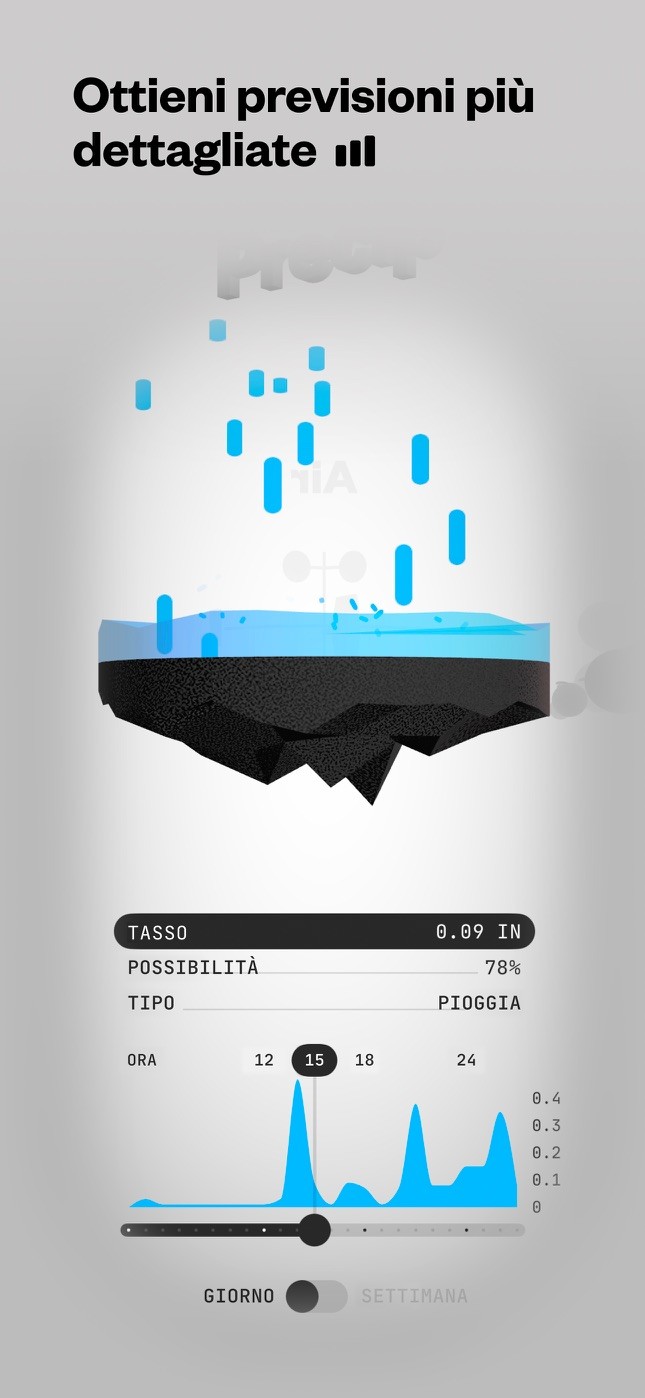 Ottieni previsioni più
dettagliate
Air
TASSO 0.09 IN
POSSIBILITÀ 78%
TIPO PIOGGIA
ORA 12 15 18 24
0.4
0.3
0.2
0.1
0
GIORNO SETTIMANA